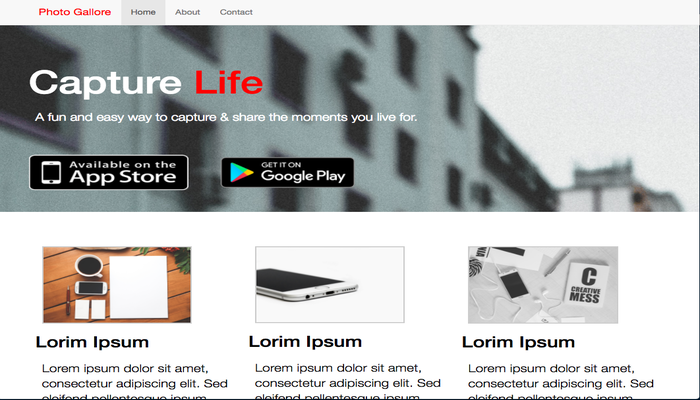 Photo Gallore Home About Contact
Capture Life
A fun and easy way to capture & share the moments you live for.
Available on the
App Store
GET IT ON
Google Play
C
CREATIVE
MESS
Lorim Ipsum
Lorem ipsum dolor sit amet,
consectetur adipiscing elit. Sed
eleifend pellentesque ipsum
Lorim Ipsum
Lorem ipsum dolor sit amet,
consectetur adipiscing elit. Sed
eleifend pellentesque ipsum
Lorim Ipsum
Lorem ipsum dolor sit amet,
consectetur adipiscing elit. Sed
eleifend pellentesque ipsum